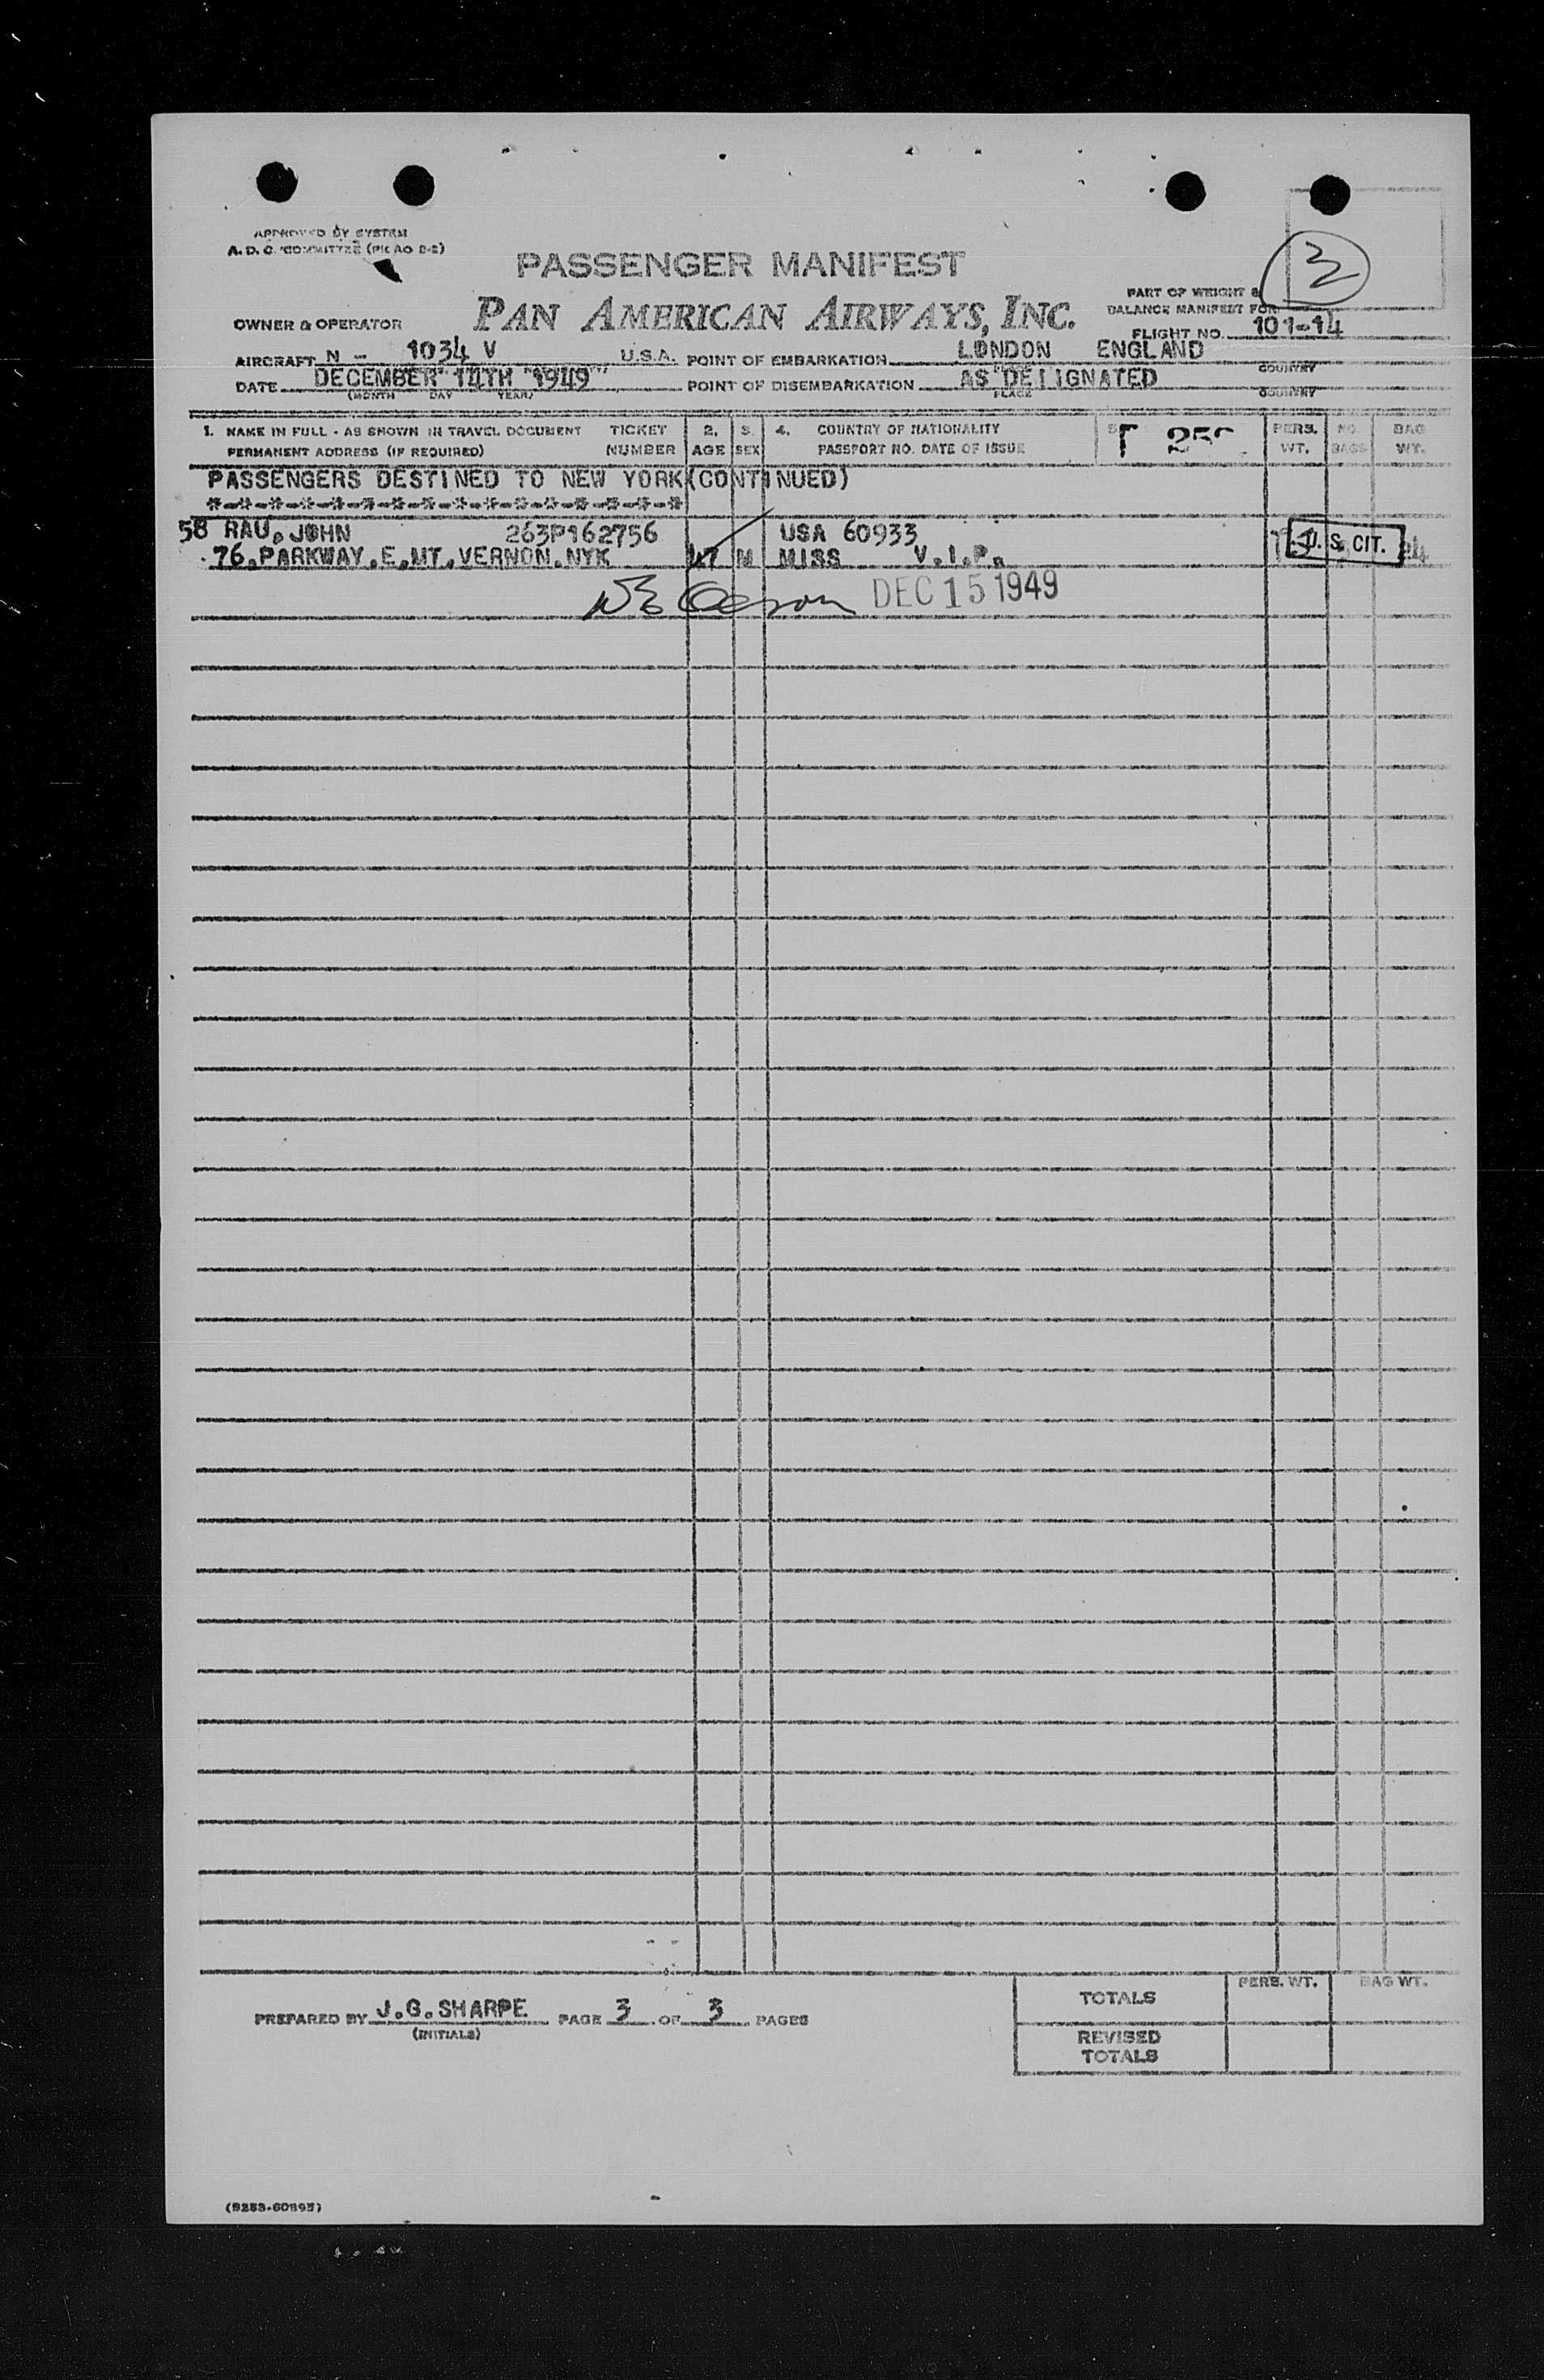 APPROVED BY SYSTEM
A. D. C. COMMITTEE (PICAO 2-2)
3
PASSENGER MANIFEST
PART OF WEIGHT &
BALANCE MANIFEST FOR
OWNER & OPERATOR PAN AMERICAN AIRWAYS, INC.
FLIGHT NO. 101-14
AIRCRAFT N - 1034 V U.S.A. POINT OF EMBARKATION LONDON ENGLAND
COUNTRY
DATE DECEMBER 14TH 1949 POINT OF DISEMBARKATION AS DESIGNATED
(MONTH DAY YEAR) PLACE COUNTRY
1. NAME IN FULL - AS SHOWN IN TRAVEL DOCUMENT TICKET 2. 3. 4. COUNTRY OF NATIONALITY PERS. NO. BAG
PERMANENT ADDRESS (IF REQUIRED) NUMBER AGE SEX PASSPORT NO. DATE OF ISSUE WT. BAGS WT.
PASSENGERS DESTINED TO NEW YORK (CONTINUED)
*-*-*-*-*-*-*-*-*-*-*-*-*-*-*-*
58 RAU, JOHN 263P162756 USA 60933
76.PARKWAY.E.MT.VERNON.NYK 47 M MISS V.I.P. U. S. CIT. 24
DEC 15 1949
TOTALS PERS. WT. BAG WT.
PREPARED BY J.G.SHARPE PAGE 3 OF 3 PAGES
(INITIALS)
REVISED
TOTALS